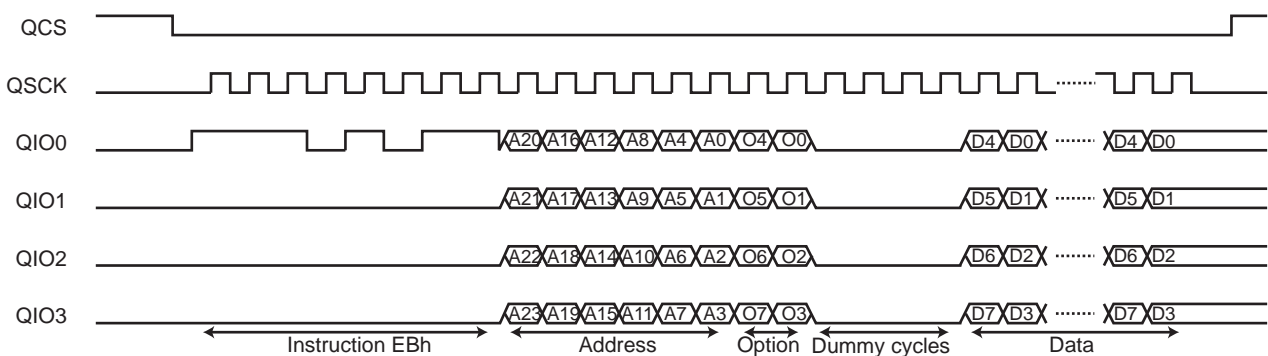 QCS
QSCK
QIO0 A20 A16 A12 A8 A4 A0 O4 O0 D4 D0 D4 D0
QIO1 A21 A17 A13 A9 A5 A1 O5 O1 D5 D1 D5 D1
QIO2 A22 A18 A14 A10 A6 A2 O6 O2 D6 D2 D6 D2
QIO3 A23 A19 A15 A11 A7 A3 O7 O3 D7 D3 D7 D3
Instruction EBh Address Option Dummy cycles Data